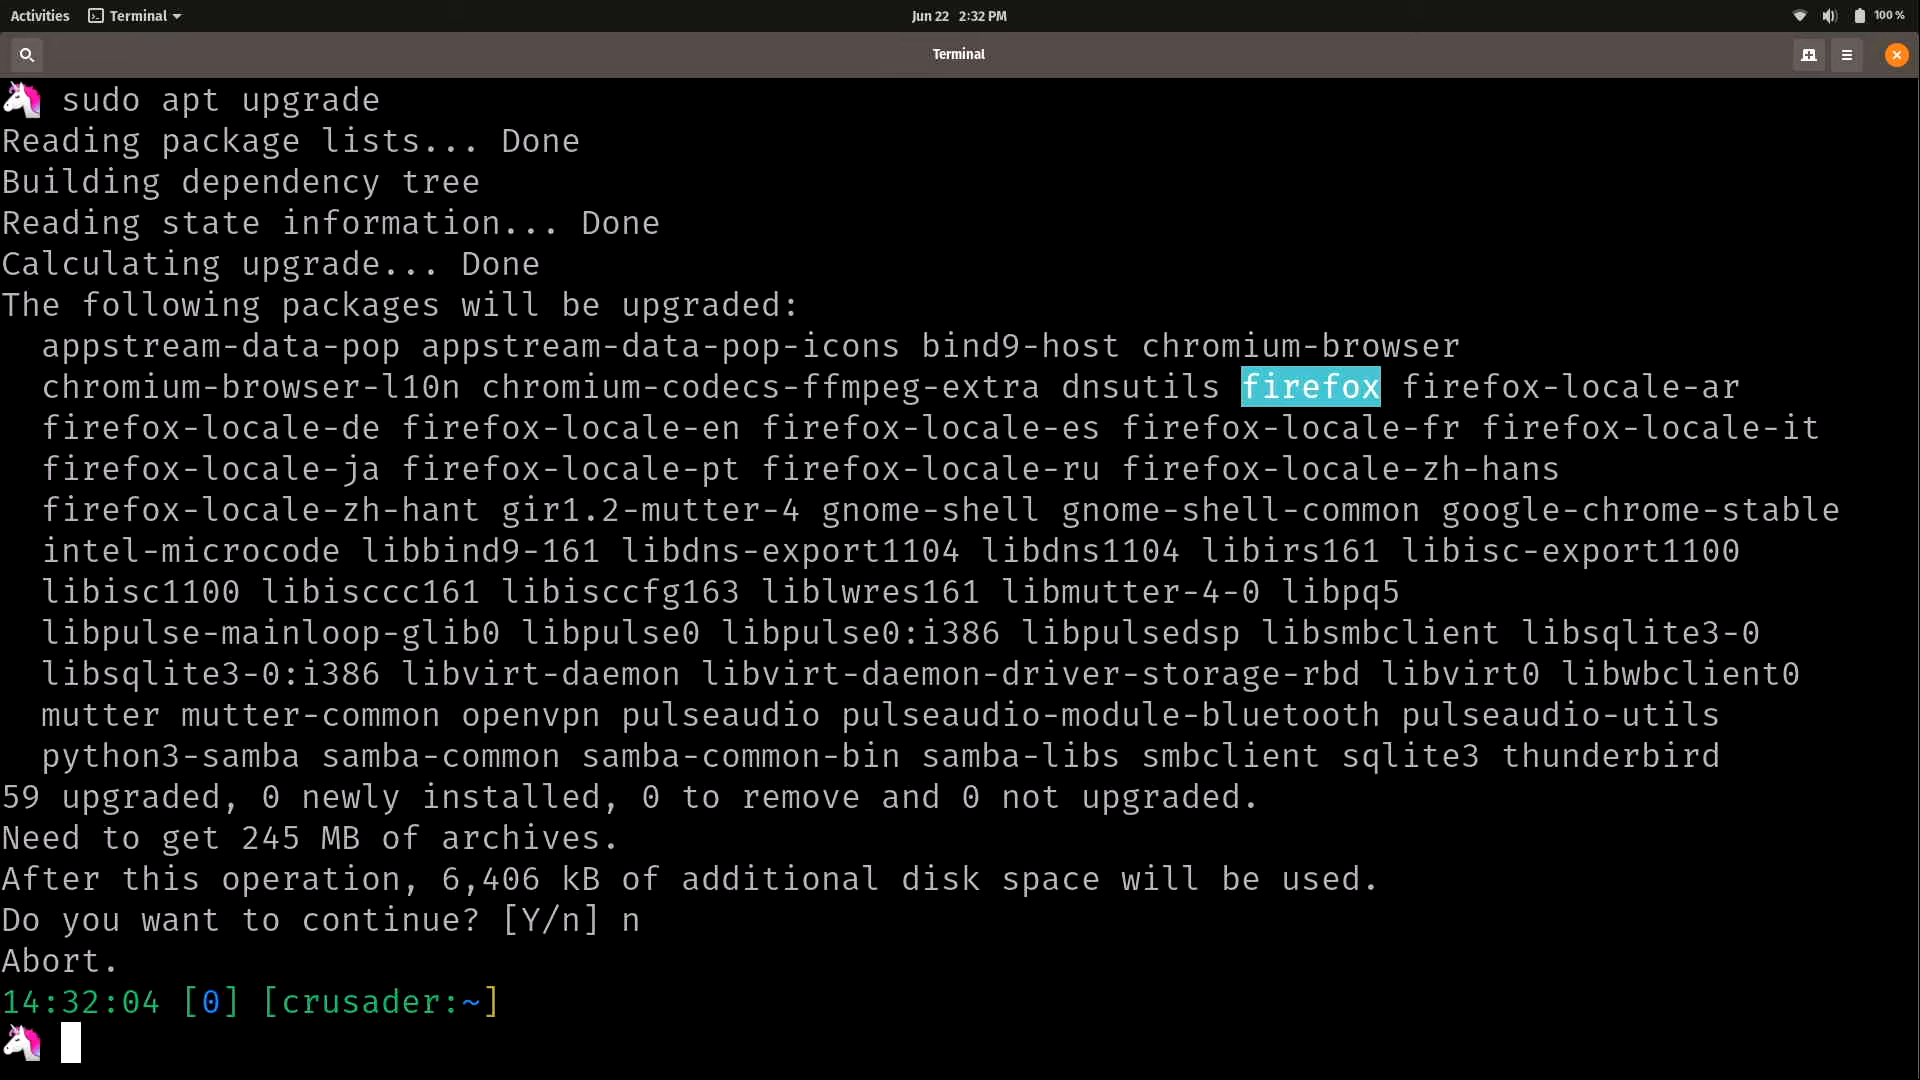 Activities Terminal Jun 22 2:32 PM 100 %
Terminal
sudo apt upgrade
Reading package lists... Done
Building dependency tree
Reading state information... Done
Calculating upgrade... Done
The following packages will be upgraded:
appstream-data-pop appstream-data-pop-icons bind9-host chromium-browser
chromium-browser-l10n chromium-codecs-ffmpeg-extra dnsutils firefox firefox-locale-ar
firefox-locale-de firefox-locale-en firefox-locale-es firefox-locale-fr firefox-locale-it
firefox-locale-ja firefox-locale-pt firefox-locale-ru firefox-locale-zh-hans
firefox-locale-zh-hant gir1.2-mutter-4 gnome-shell gnome-shell-common google-chrome-stable
intel-microcode libbind9-161 libdns-export1104 libdns1104 libirs161 libisc-export1100
libisc1100 libisccc161 libisccfg163 liblwres161 libmutter-4-0 libpq5
libpulse-mainloop-glib0 libpulse0 libpulse0:i386 libpulsedsp libsmbclient libsqlite3-0
libsqlite3-0:i386 libvirt-daemon libvirt-daemon-driver-storage-rbd libvirt0 libwbclient0
mutter mutter-common openvpn pulseaudio pulseaudio-module-bluetooth pulseaudio-utils
python3-samba samba-common samba-common-bin samba-libs smbclient sqlite3 thunderbird
59 upgraded, 0 newly installed, 0 to remove and 0 not upgraded.
Need to get 245 MB of archives.
After this operation, 6,406 kB of additional disk space will be used.
Do you want to continue? [Y/n] n
Abort.
14:32:04 [0] [crusader:~]